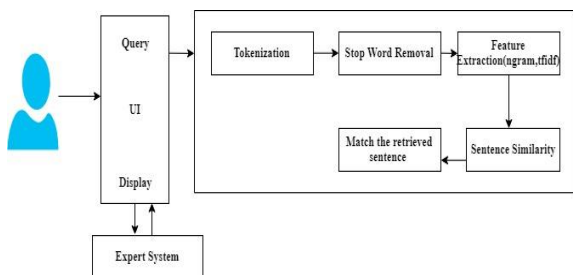 Query
UI
Display
Expert System
Tokenization
Stop Word Removal
Feature
Extraction(ngram,tfidf)
Sentence Similarity
Match the retrieved
sentence